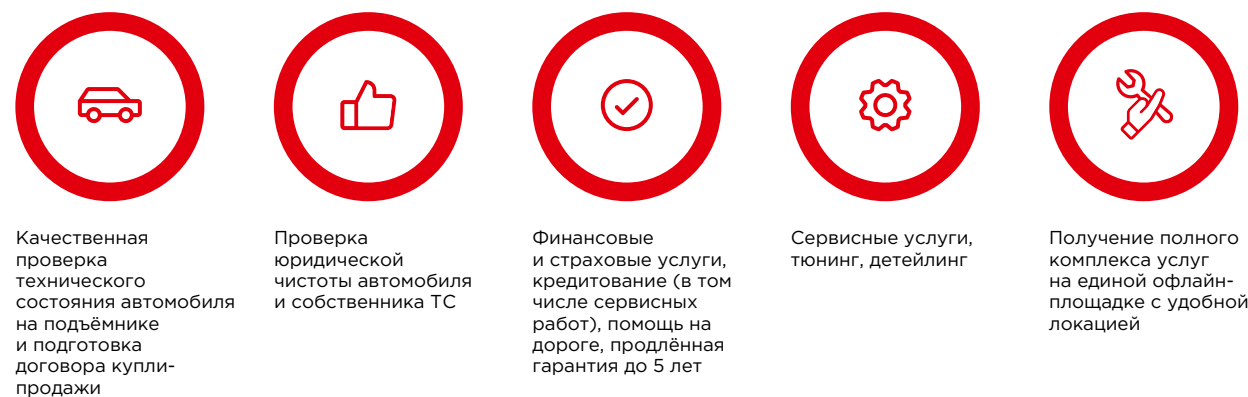 Качественная
проверка
технического
состояния автомобиля
на подъёмнике
и подготовка
договора купли-
продажи
Проверка
юридической
чистоты автомобиля
и собственника ТС
Финансовые
и страховые услуги,
кредитование (в том
числе сервисных
работ), помощь на
дороге, продлённая
гарантия до 5 лет
Сервисные услуги,
тюнинг, детейлинг
Получение полного
комплекса услуг
на единой офлайн-
площадке с удобной
локацией